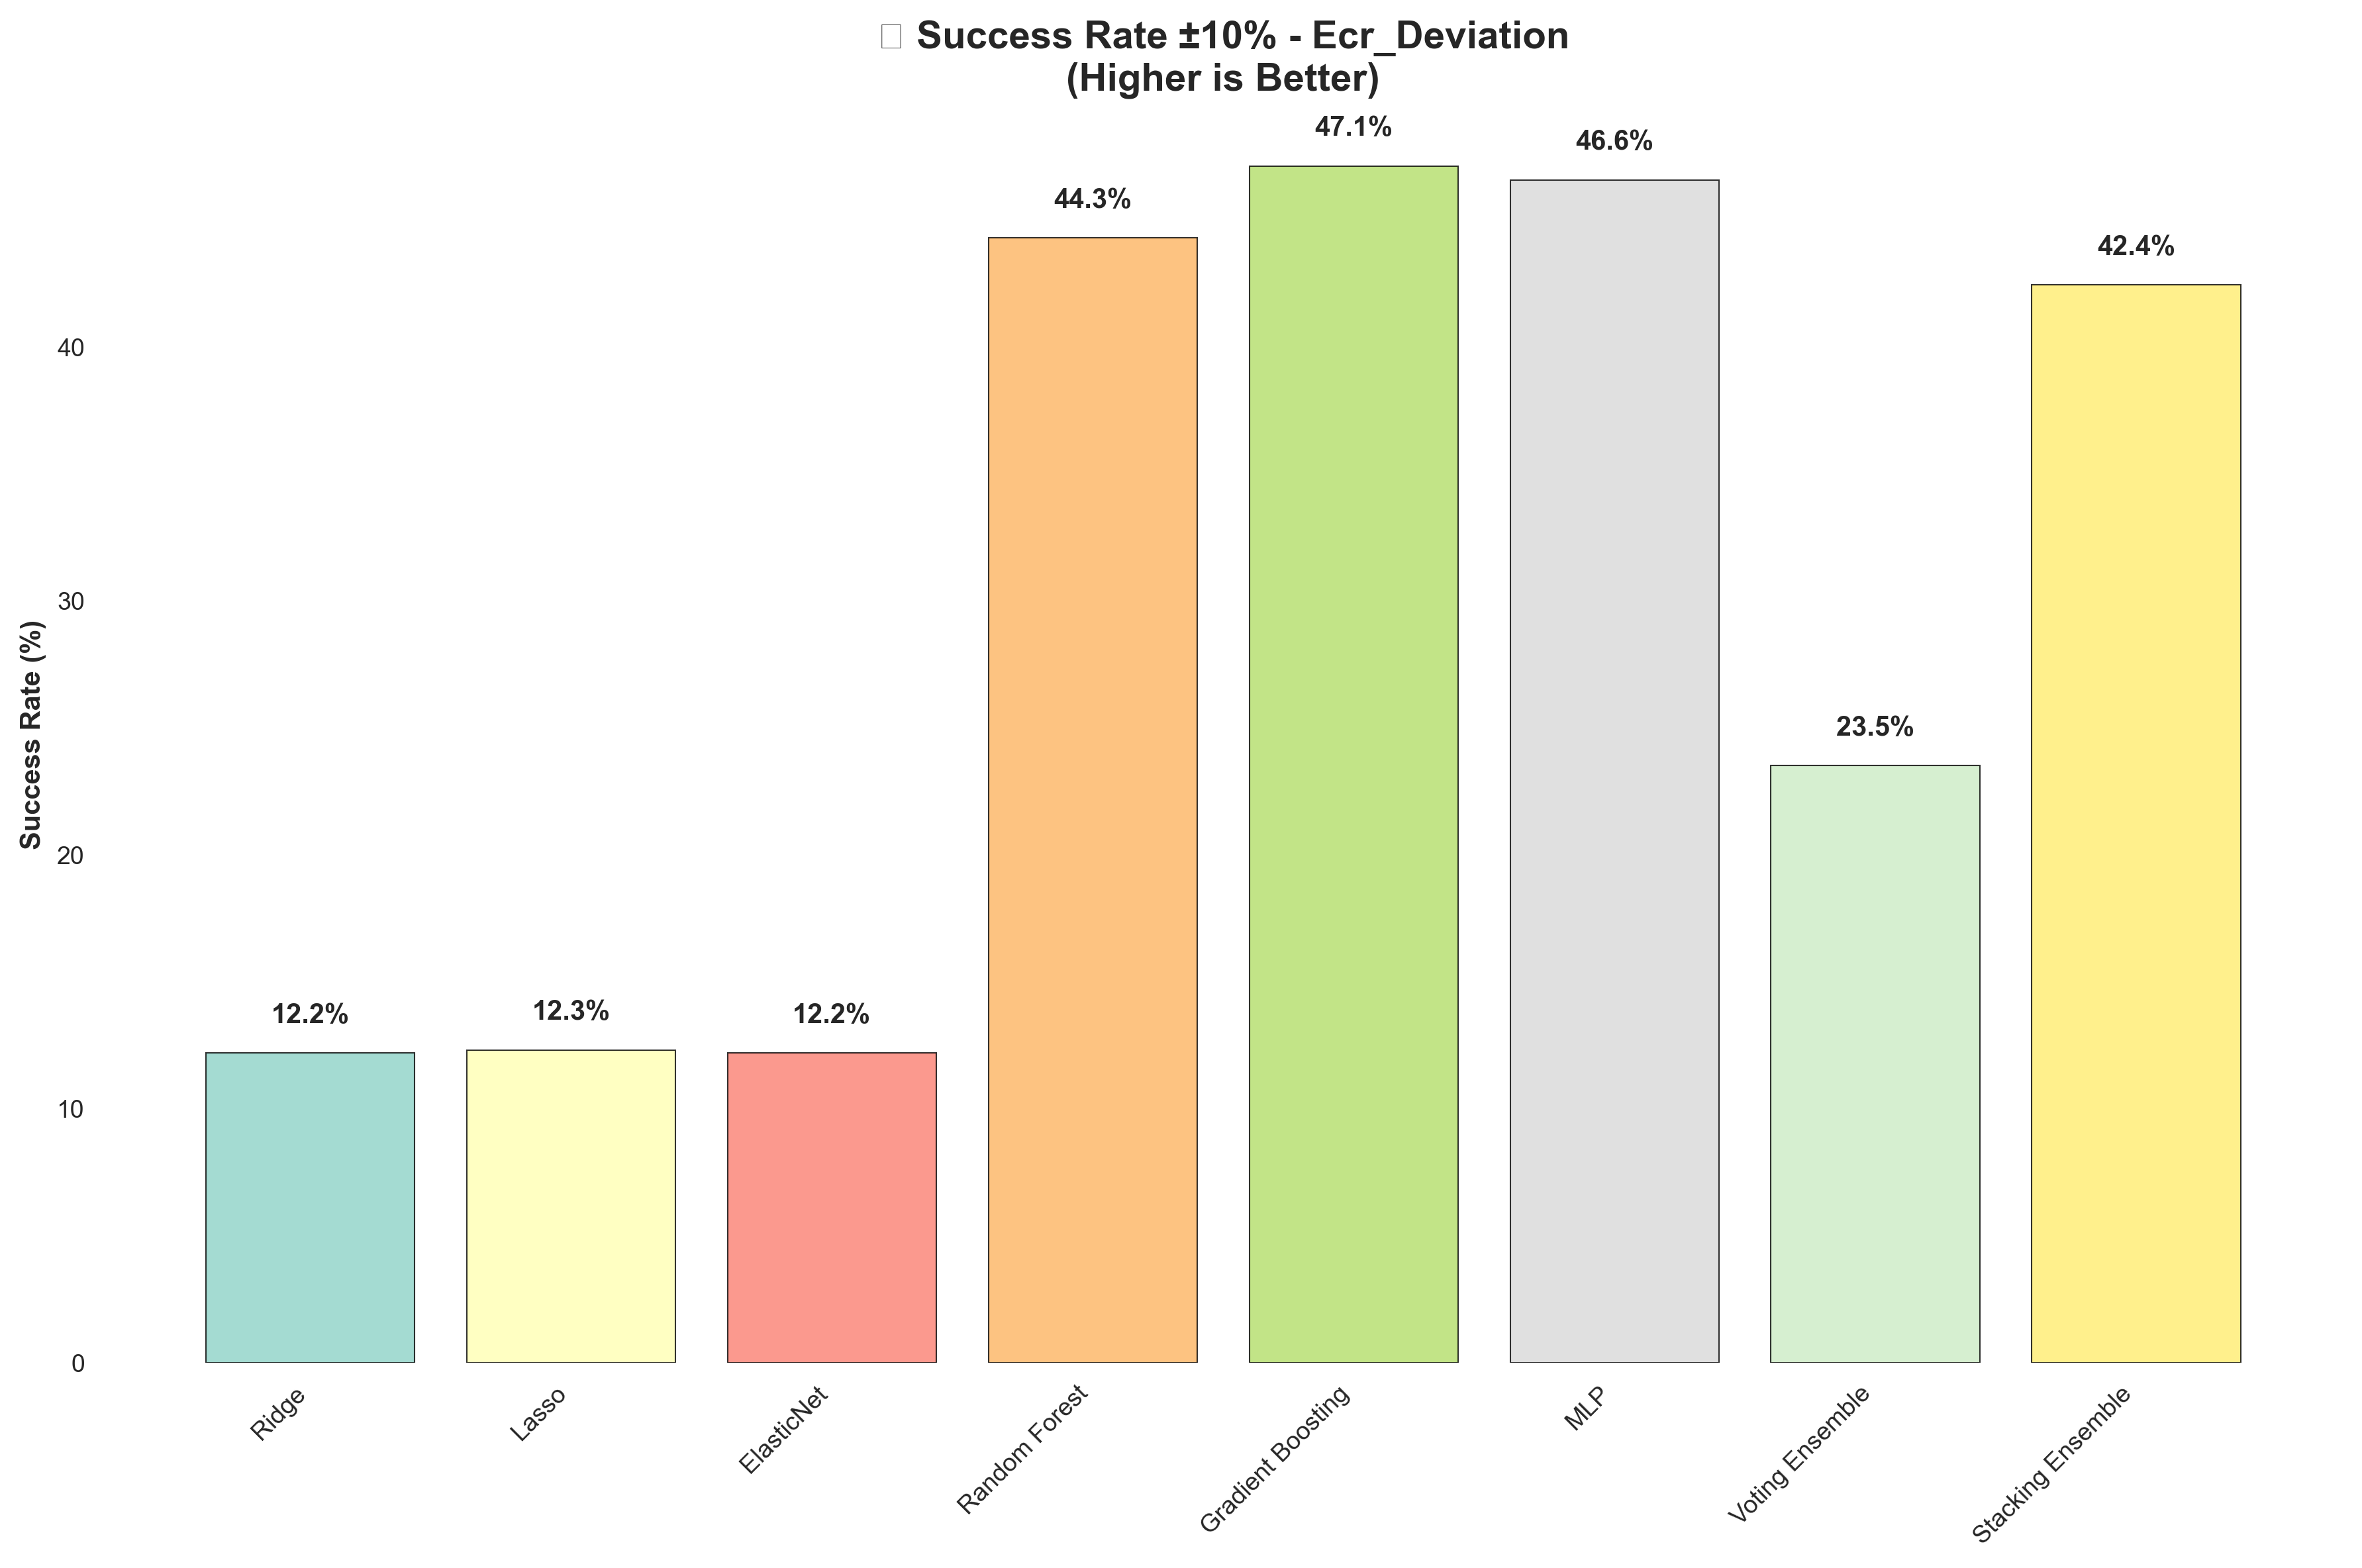 Success Rate ±10% - Ecr_Deviation
(Higher is Better)
Success Rate (%)
47.1%
46.6%
44.3%
42.4%
23.5%
12.2%
12.3%
12.2%
40
30
20
10
0
Ridge
Lasso
ElasticNet
Random Forest
Gradient Boosting
MLP
Voting Ensemble
Stacking Ensemble